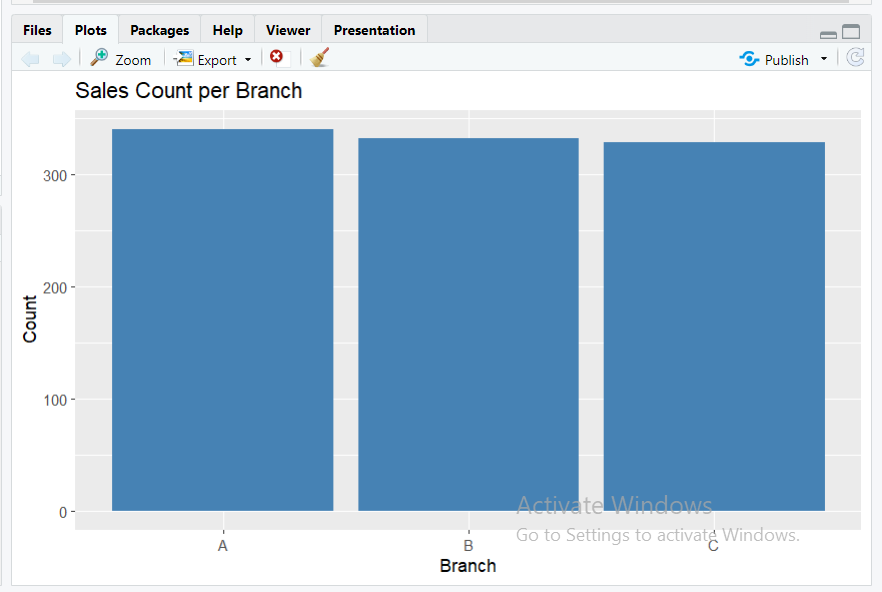 Files Plots Packages Help Viewer Presentation
Zoom Export Publish
Sales Count per Branch
300
200
100
0
Count
A B C
Branch
Activate Windows
Go to Settings to activate Windows.